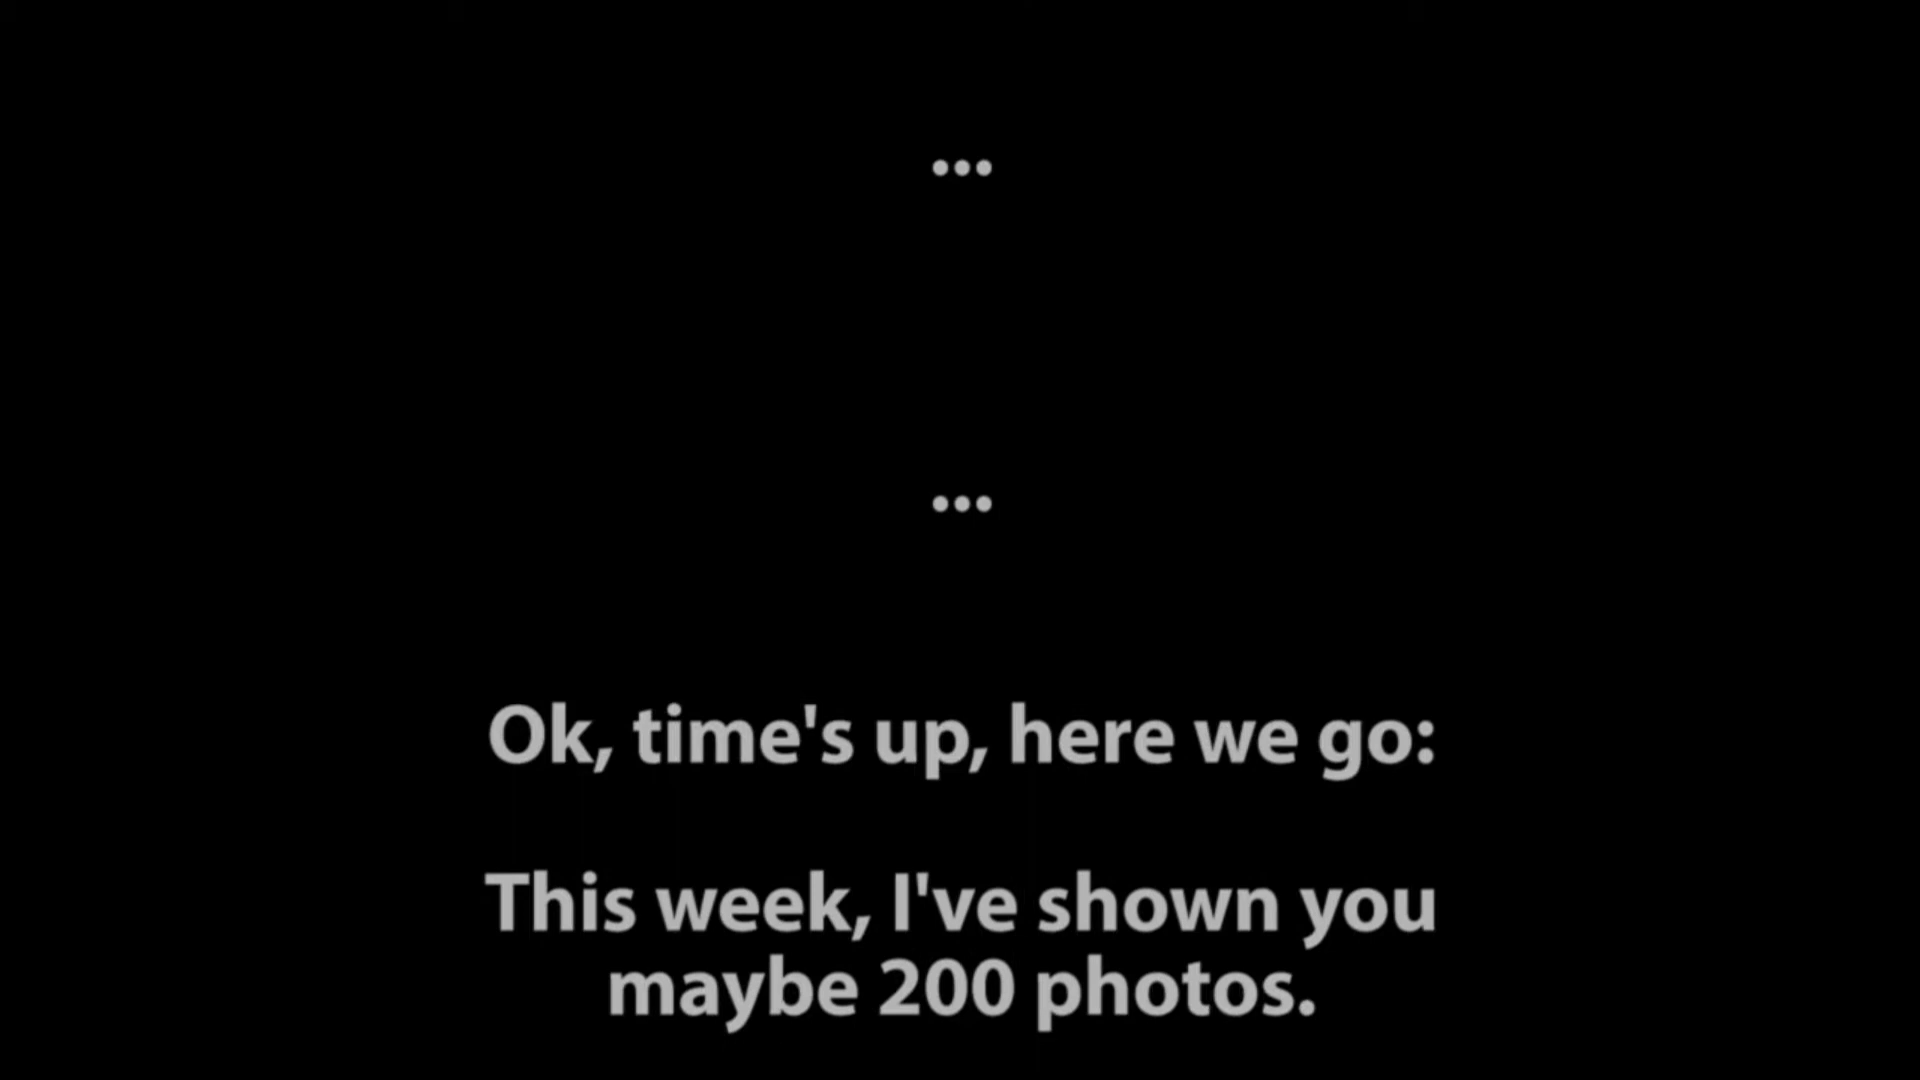 ...
...
Ok, time's up, here we go:
This week, I've shown you
maybe 200 photos.